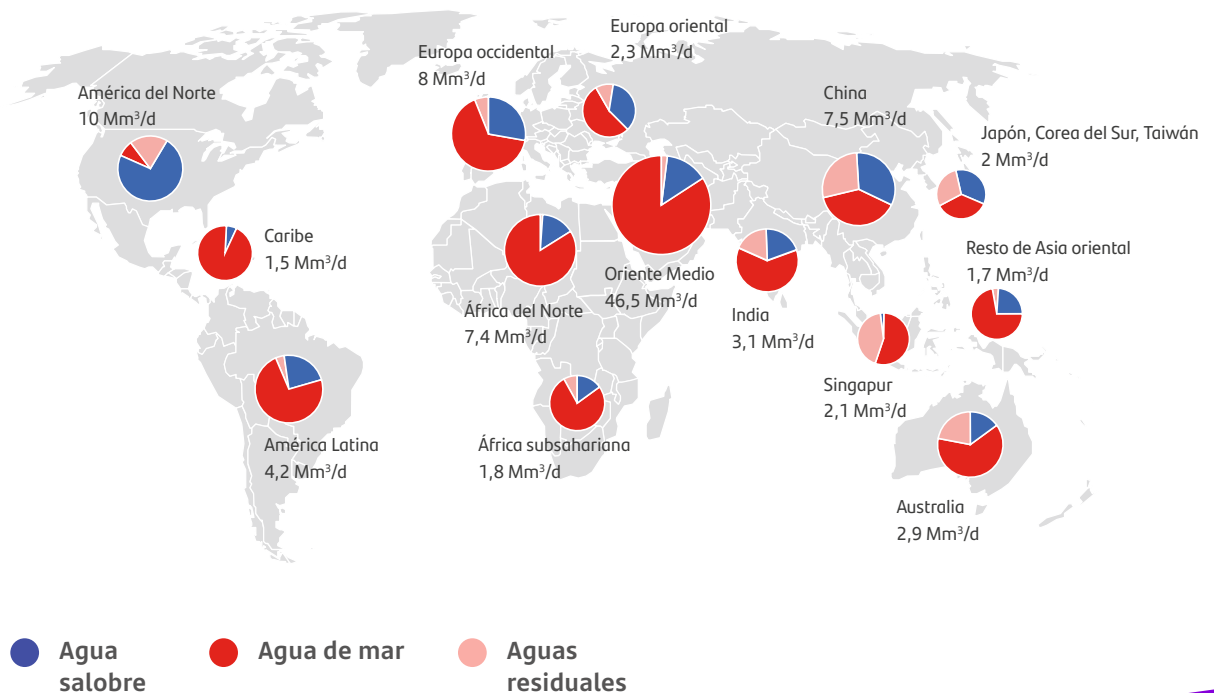 Europa oriental
2,3 Mm³/d
Europa occidental
8 Mm³/d
América del Norte
10 Mm³/d
China
7,5 Mm³/d
Japón, Corea del Sur, Taiwán
2 Mm³/d
Caribe
1,5 Mm³/d
Resto de Asia oriental
1,7 Mm³/d
Oriente Medio
46,5 Mm³/d
África del Norte
7,4 Mm³/d
India
3,1 Mm³/d
Singapur
2,1 Mm³/d
América Latina
4,2 Mm³/d
África subsahariana
1,8 Mm³/d
Australia
2,9 Mm³/d
Agua
salobre
Agua de mar
Aguas
residuales